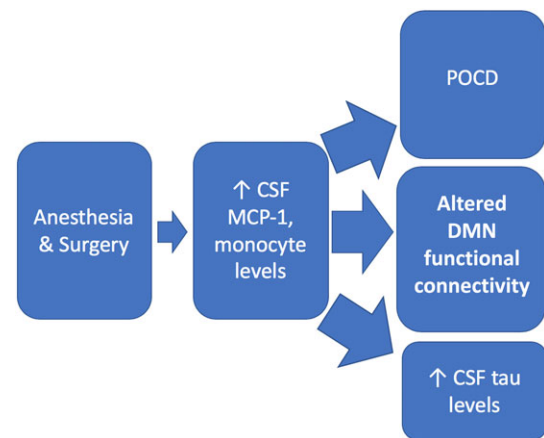 Anesthesia
& Surgery
↑ CSF
MCP-1,
monocyte
levels
POCD
Altered
DMN
functional
connectivity
↑ CSF tau
levels